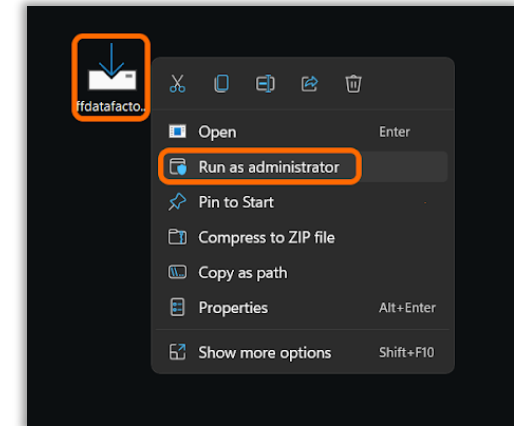 ffdatafacto...
Open Enter
Run as administrator
Pin to Start
Compress to ZIP file
Copy as path
Properties Alt+Enter
Show more options Shift+F10